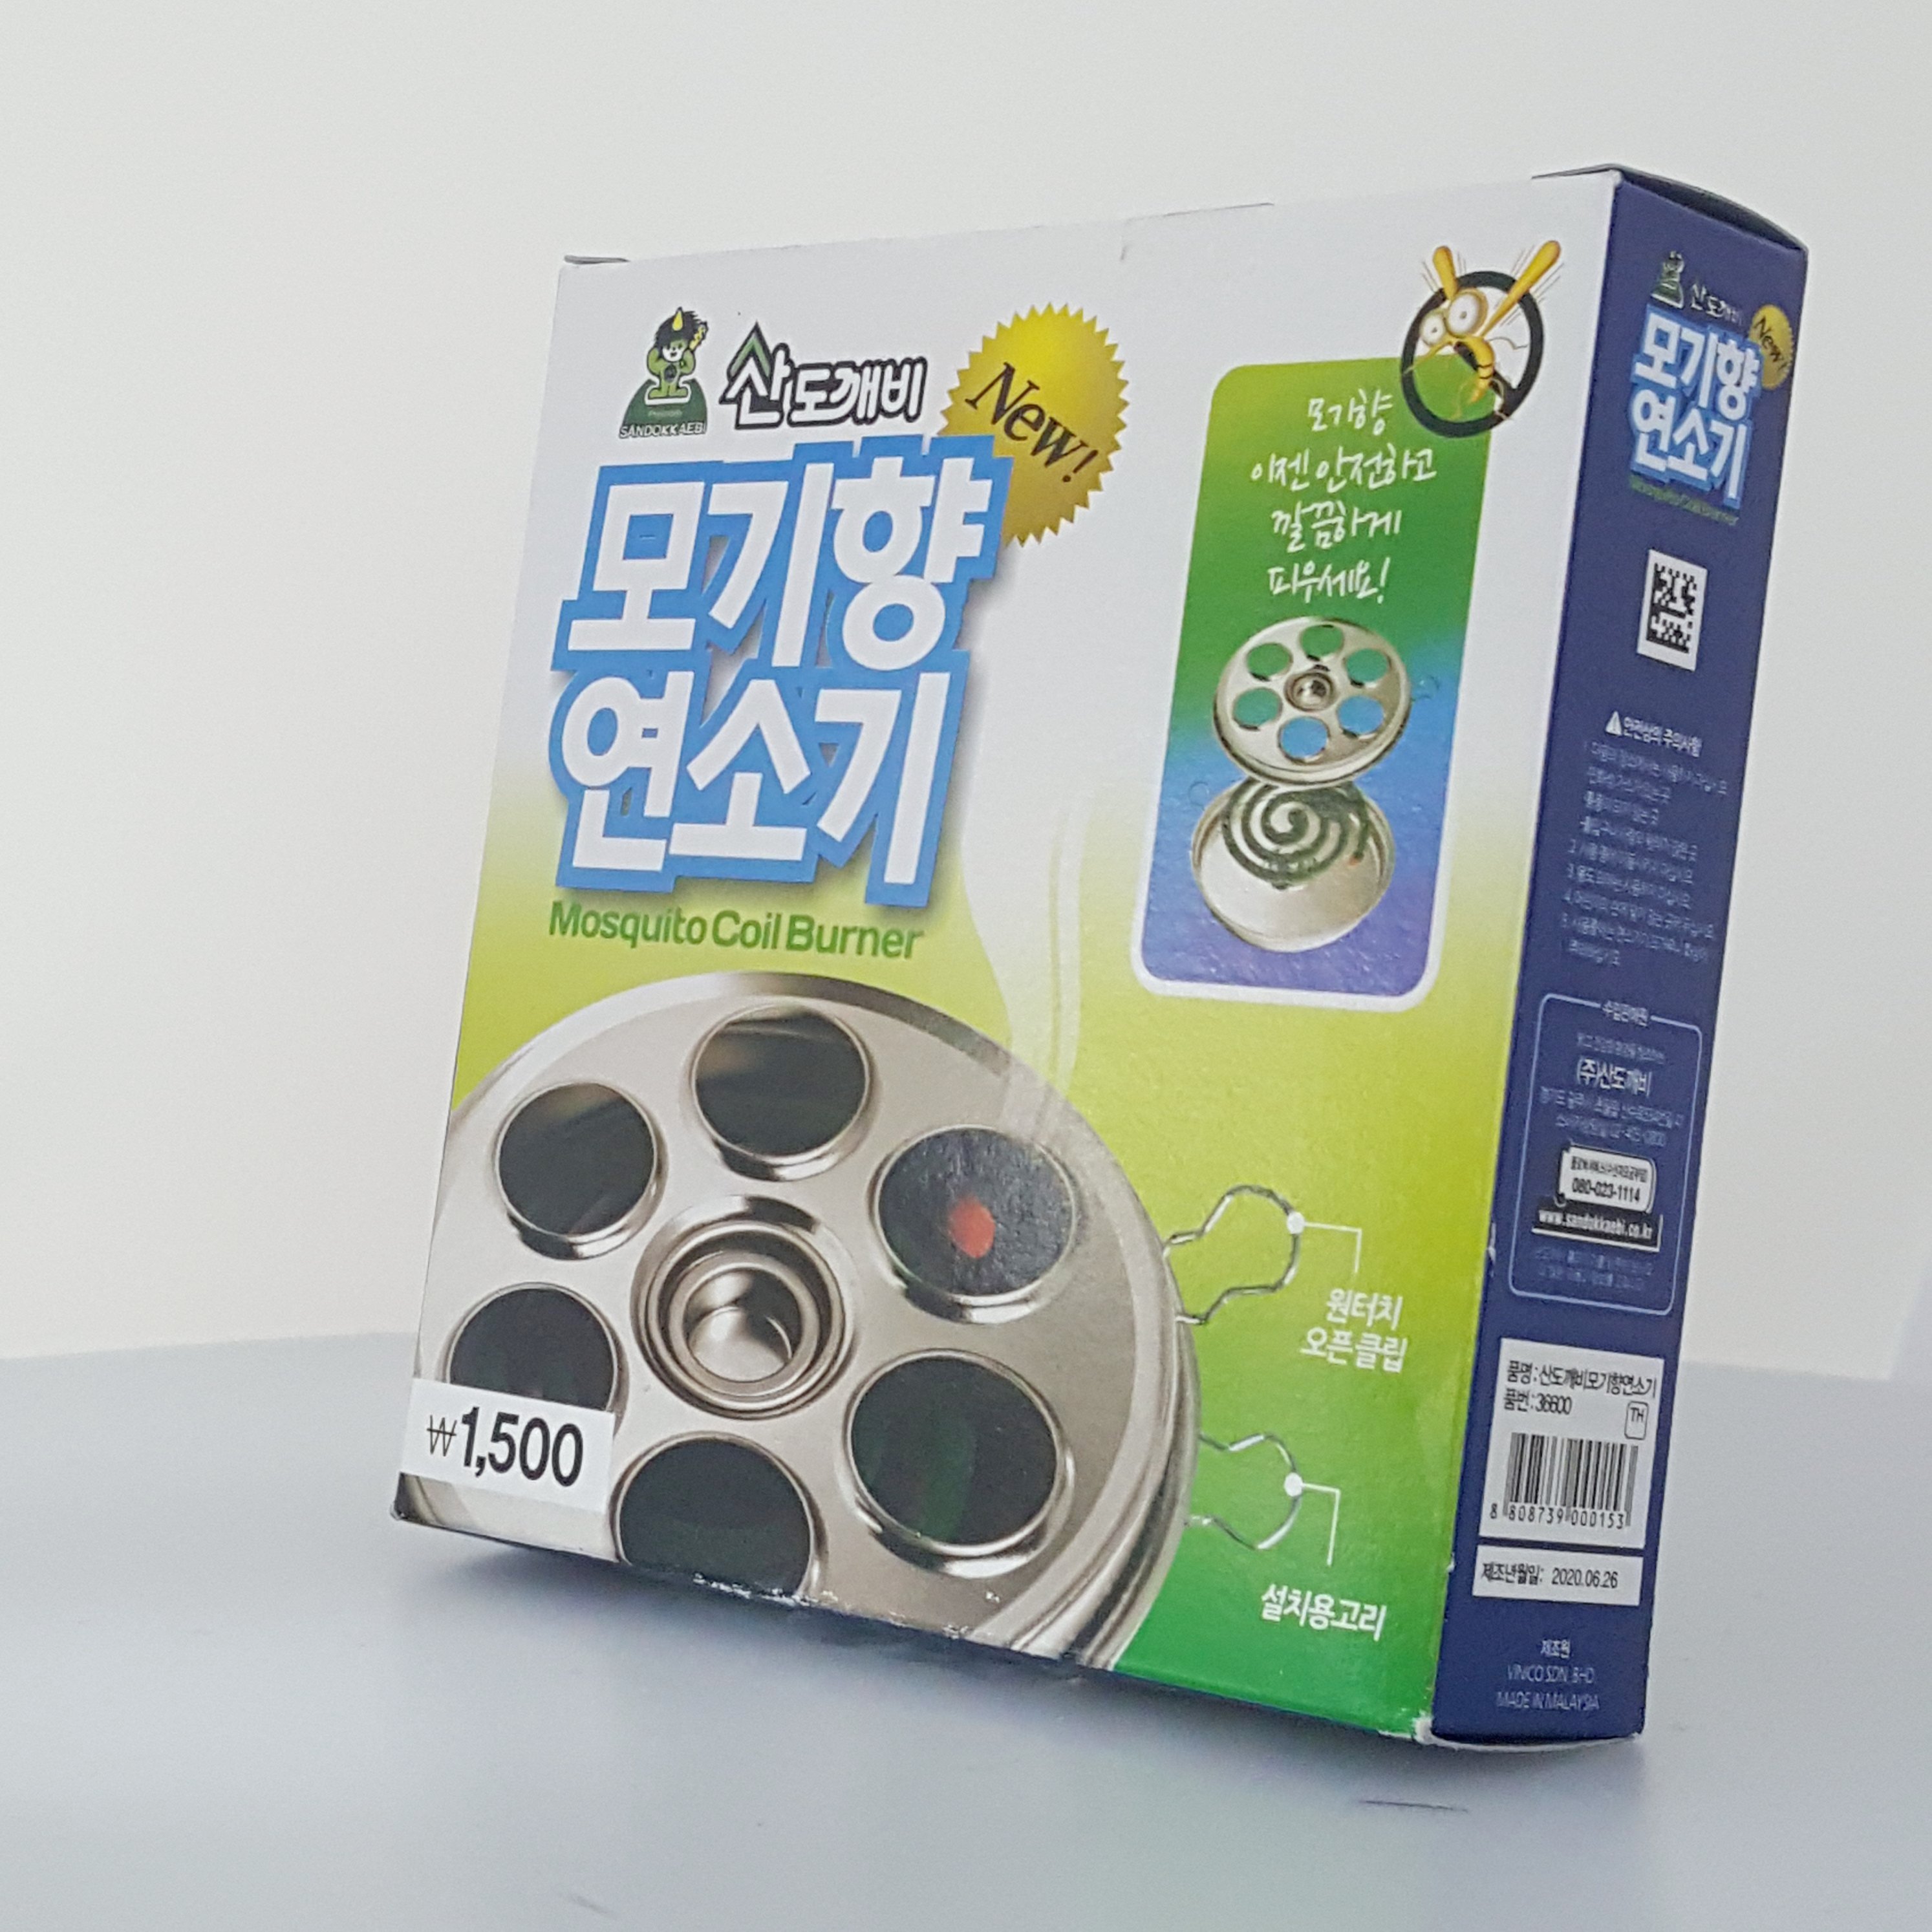 SANDOKKAEBI
산도깨비
New!
모기향
연소기
Mosquito Coil Burner
모기향
이젠 안전하고
깔끔하게
피우세요!
원터치
오픈 클립
설치용고리
₩1,500
산도깨비
New!
모기향
연소기
Mosquito Coil Burner
안전상의 주의사항
수입판매원
(주)산도깨비
080-023-1114
www.sandokkaebi.co.kr
품명 : 산도깨비모기향연소기
품번 : 36600
TH
8 808739 000153
제조년월일: 2020.06.26
제조원
VINICO SDN. BHD
MADE IN MALAYSIA